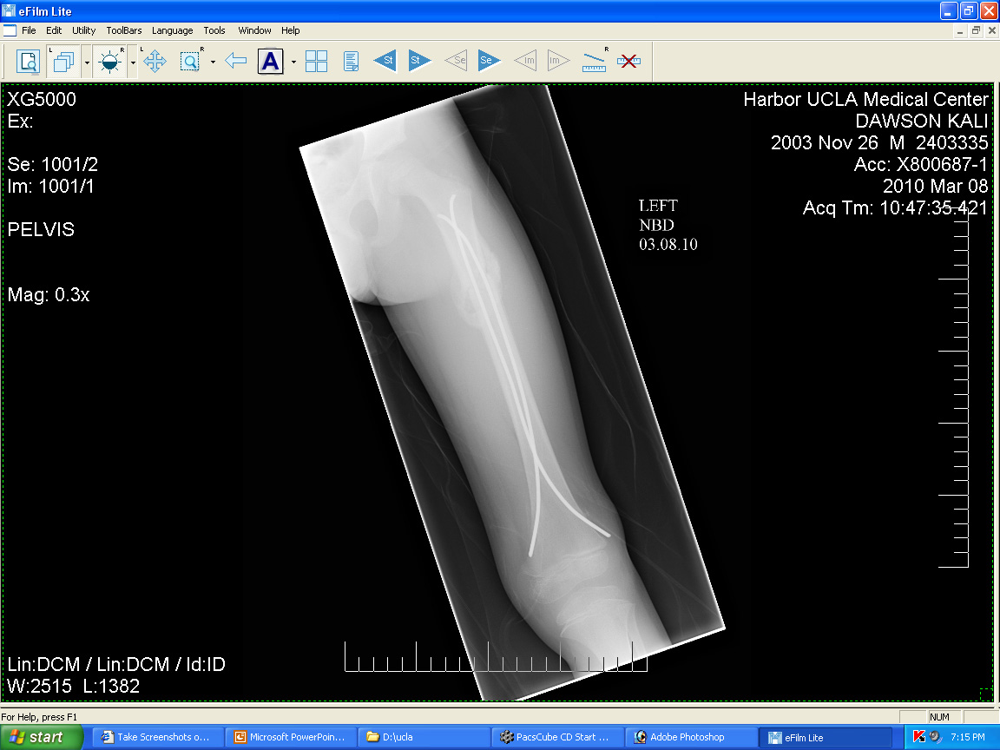 eFilm Lite
File Edit Utility ToolBars Language Tools Window Help
L R L R R
A St St Se Se Im Im
XG5000
Ex:
Se: 1001/2
Im: 1001/1
PELVIS
Mag: 0.3x
Harbor UCLA Medical Center
DAWSON KALI
2003 Nov 26 M 2403335
Acc: X800687-1
2010 Mar 08
Acq Tm: 10:47:35.421
LEFT
NBD
03.08.10
Lin:DCM / Lin:DCM / Id:ID
W:2515 L:1382
For Help, press F1
NUM
start
Take Screenshots o...
Microsoft PowerPoin...
D:\ucla
PacsCube CD Start ...
Adobe Photoshop
eFilm Lite
7:15 PM